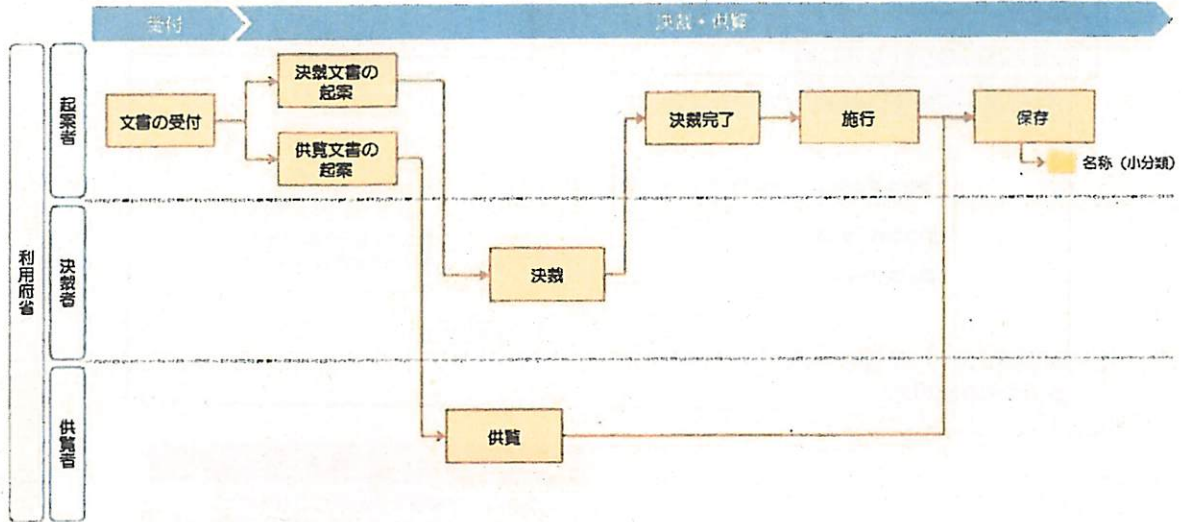 受付
決裁・供覧
利用府省
起案者
文書の受付
決裁文書の
起案
供覧文書の
起案
決裁完了
施行
保存
名称（小分類）
決裁者
決裁
供覧者
供覧